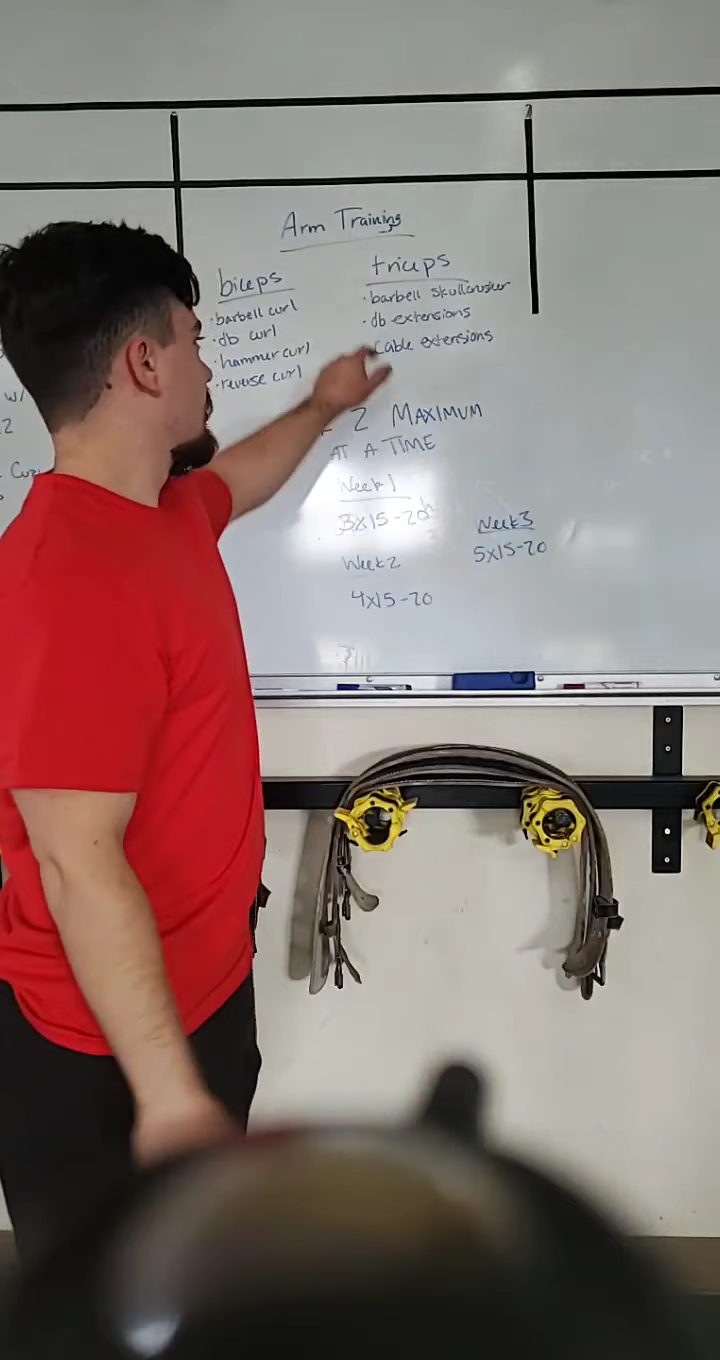 Arm Training
biceps
·barbell curl
·db curl
·hammer curl
·reverse curl
triceps
·barbell skullcrusher
·db extensions
cable extensions
2 MAXIMUM
AT A TIME
Week 1
3x15-20
Week 2
4x15-20
Week 3
5x15-20
W/